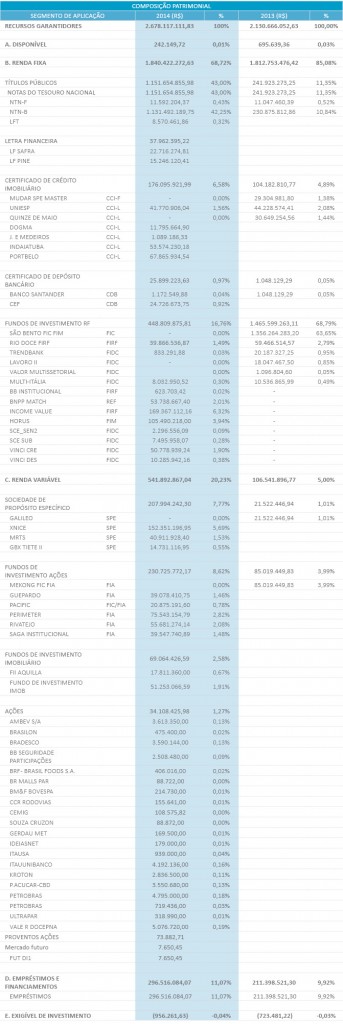 COMPOSIÇÃO PATRIMONIAL
SEGMENTO DE APLICAÇÃO 2014 (R$) % 2013 (R$) %
RECURSOS GARANTIDORES 2.678.117.111,83 100% 2.130.666.052,63 100,00%
A. DISPONÍVEL 242.149,72 0,01% 695.639,36 0,03%
B. RENDA FIXA 1.840.422.272,63 68,72% 1.812.753.476,42 85,08%
TÍTULOS PÚBLICOS 1.151.654.855,98 43,00% 241.923.273,25 11,35%
NOTAS DO TESOURO NACIONAL 1.151.654.855,98 43,00% 241.923.273,25 11,35%
NTN-F 11.592.204,37 0,43% 11.047.460,39 0,52%
NTN-B 1.131.492.189,75 42,25% 230.875.812,86 10,84%
LFT 8.570.461,86 0,32%
LETRA FINANCEIRA 37.962.395,22
LF SAFRA 22.716.274,81
LF PINE 15.246.120,41
CERTIFICADO DE CRÉDITO
IMOBILIÁRIO 176.095.921,99 6,58% 104.182.810,77 4,89%
MUDAR SPE MASTER CCI-F - 0,00% 29.304.981,80 1,38%
UNIESP CCI-L 41.770.908,04 1,56% 44.228.574,41 2,08%
QUINZE DE MAIO CCI-L - 0,00% 30.649.254,56 1,44%
DOGMA CCI-L 11.795.664,90
J. E MEDEIROS CCI-L 1.089.186,33
INDAIATUBA CCI-L 53.574.230,18
PORTBELO CCI-L 67.865.934,54
CERTIFICADO DE DEPÓSITO
BANCÁRIO 25.899.223,63 0,97% 1.048.129,29 0,05%
BANCO SANTANDER CDB 1.172.549,88 0,04% 1.048.129,29 0,05%
CEF CDB 24.726.673,75 0,92%
FUNDOS DE INVESTIMENTO RF 448.809.875,81 16,76% 1.465.599.263,11 68,79%
SÃO BENTO FIC FIM FIC - 0,00% 1.356.264.283,20 63,65%
RIO DOCE FIRF FIRF 39.866.536,87 1,49% 59.466.514,57 2,79%
TRENDBANK FIDC 833.291,88 0,03% 20.187.327,25 0,95%
LAVORO II FIDC - 0,00% 18.047.467,50 0,85%
VALOR MULTISSETORIAL FIDC - 0,00% 1.096.804,60 0,05%
MULTI-ITÁLIA FIDC 8.092.950,52 0,30% 10.536.865,99 0,49%
BB INSTITUCIONAL FIRF 623.703,42 0,02% -
BNPP MATCH REF 53.738.667,40 2,01% -
INCOME VALUE FIRF 169.367.112,16 6,32% -
HORUS FIM 105.480.218,00 3,94% -
SCE_SEN2 FIDC 2.296.556,09 0,09% -
SCE SUB FIDC 7.495.958,07 0,28% -
VINCI CRE FIDC 50.778.939,24 1,90% -
VINCI DES FIDC 10.285.942,16 0,38% -
C. RENDA VARIÁVEL 541.892.867,04 20,23% 106.541.896,77 5,00%
SOCIEDADE DE
PROPÓSITO ESPECÍFICO 207.994.242,30 7,77% 21.522.446,94 1,01%
GALILEO SPE - 0,00% 21.522.446,94 1,01%
XNICE SPE 152.351.196,95 5,69%
MRTS SPE 40.911.928,40 1,53%
GBX TIETE II SPE 14.731.116,95 0,55%
FUNDOS DE
INVESTIMENTO AÇÕES 230.725.772,17 8,62% 85.019.449,83 3,99%
MEKONG FIC FIA FIA 0,00% 85.019.449,83 3,99%
GUEPARDO FIA 39.078.410,75 1,46%
PACIFIC FIC/FIA 20.875.191,60 0,78%
PERIMETER FIA 75.543.154,79 2,82%
RIVATEJO FIA 55.681.274,14 2,08%
SAGA INSTITUCIONAL FIA 39.547.740,89 1,48%
FUNDOS DE INVESTIMENTO
IMOBILIÁRIO 69.064.426,59 2,58%
FII AQUILLA 17.811.360,00 0,67%
FUNDO DE INVESTIMENTO
IMOB 51.253.066,59 1,91%
AÇÕES 34.108.425,98 1,27%
AMBEV S/A 3.613.350,00 0,13%
BRASILON 475.400,00 0,02%
BRADESCO 3.590.144,00 0,13%
BB SEGURIDADE
PARTICIPAÇÕES 2.508.480,00 0,09%
BRF- BRASIL FOODS S.A. 406.016,00 0,02%
BR MALLS PAR 88.722,00 0,00%
BM&F BOVESPA 214.730,00 0,01%
CCR RODOVIAS 155.641,00 0,01%
CEMIG 108.575,82 0,00%
SOUZA CRUZON 88.872,00 0,00%
GERDAU MET 169.500,00 0,01%
IDEIASNET 179.000,00 0,01%
ITAUSA 939.000,00 0,04%
ITAUUNIBANCO 4.192.136,00 0,16%
KROTON 2.836.500,00 0,11%
P.ACUCAR-CBD 3.550.680,00 0,13%
PETROBRAS 4.795.000,00 0,18%
PETROBRAS 719.436,00 0,03%
ULTRAPAR 318.990,00 0,01%
VALE R DOCEPNA 5.076.720,00 0,19%
PROVENTOS AÇÕES 73.882,71
Mercado futuro 7.650,45
FUT DI1 7.650,45
D. EMPRÉSTIMOS E
FINANCIAMENTOS 296.516.084,07 11,07% 211.398.521,30 9,92%
EMPRÉSTIMOS 296.516.084,07 11,07% 211.398.521,30 9,92%
E. EXIGÍVEL DE INVESTIMENTO (956.261,63) -0,04% (723.481,22) -0,03%